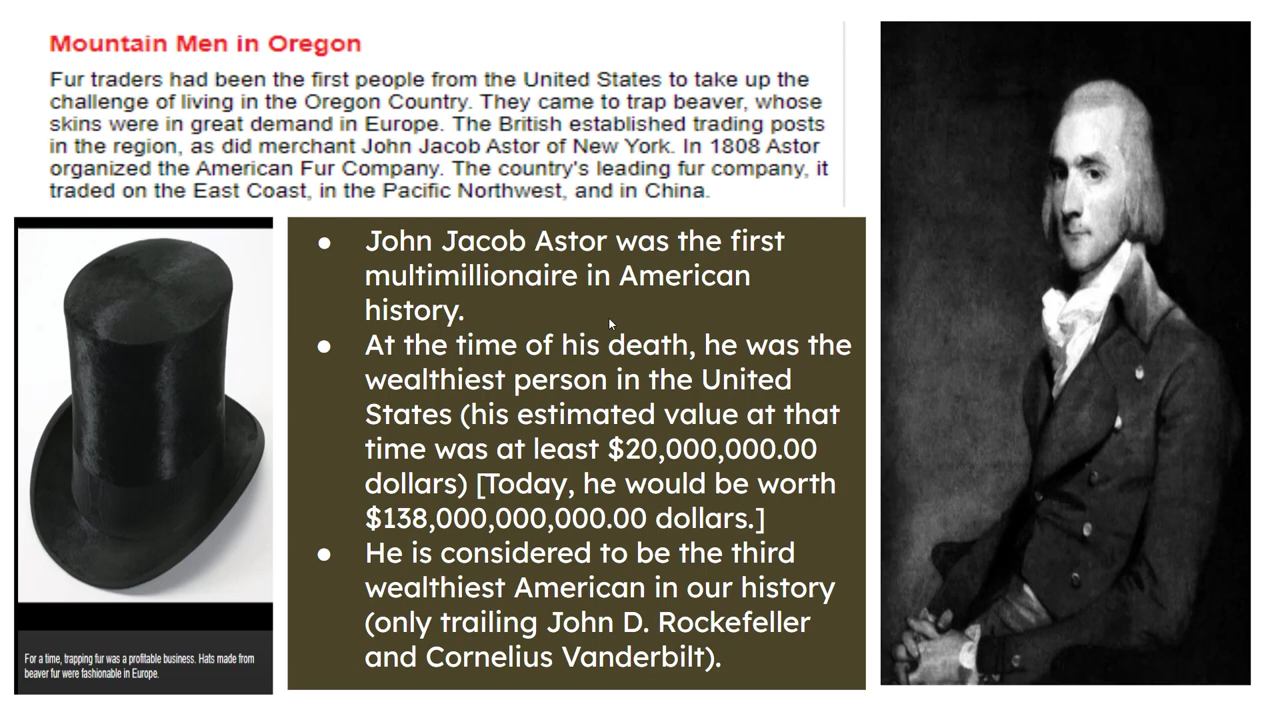 Mountain Men in Oregon
Fur traders had been the first people from the United States to take up the
challenge of living in the Oregon Country. They came to trap beaver, whose
skins were in great demand in Europe. The British established trading posts
in the region, as did merchant John Jacob Astor of New York. In 1808 Astor
organized the American Fur Company. The country's leading fur company, it
traded on the East Coast, in the Pacific Northwest, and in China.
● John Jacob Astor was the first
multimillionaire in American
history.
● At the time of his death, he was the
wealthiest person in the United
States (his estimated value at that
time was at least $20,000,000.00
dollars) [Today, he would be worth
$138,000,000,000.00 dollars.]
● He is considered to be the third
wealthiest American in our history
(only trailing John D. Rockefeller
and Cornelius Vanderbilt).
For a time, trapping fur was a profitable business. Hats made from
beaver fur were fashionable in Europe.